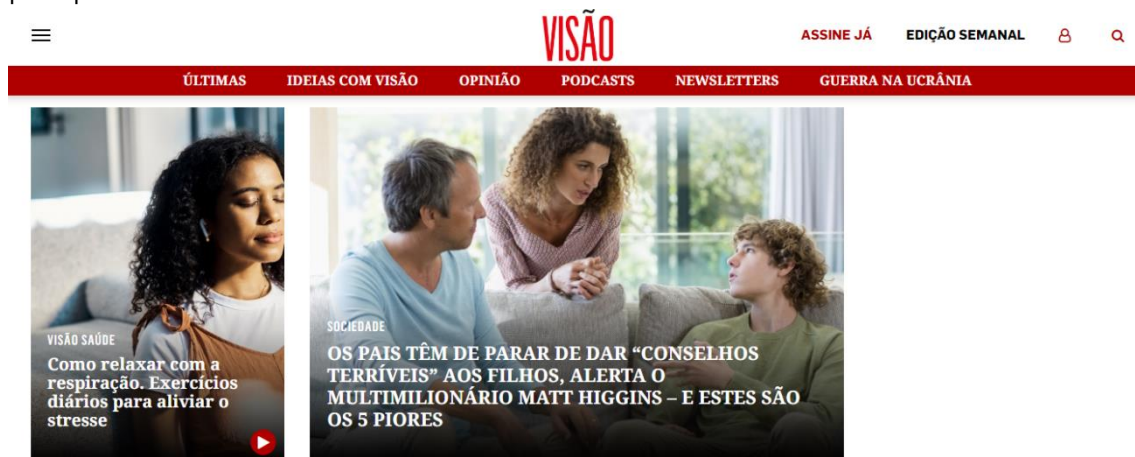 VISÃO
ASSINE JÁ
EDIÇÃO SEMANAL
ÚLTIMAS
IDEIAS COM VISÃO
OPINIÃO
PODCASTS
NEWSLETTERS
GUERRA NA UCRÂNIA
VISÃO SAÚDE
Como relaxar com a
respiração. Exercícios
diários para aliviar o
stresse
SOCIEDADE
OS PAIS TÊM DE PARAR DE DAR “CONSELHOS
TERRÍVEIS” AOS FILHOS, ALERTA O
MULTIMILIONÁRIO MATT HIGGINS – E ESTES SÃO
OS 5 PIORES